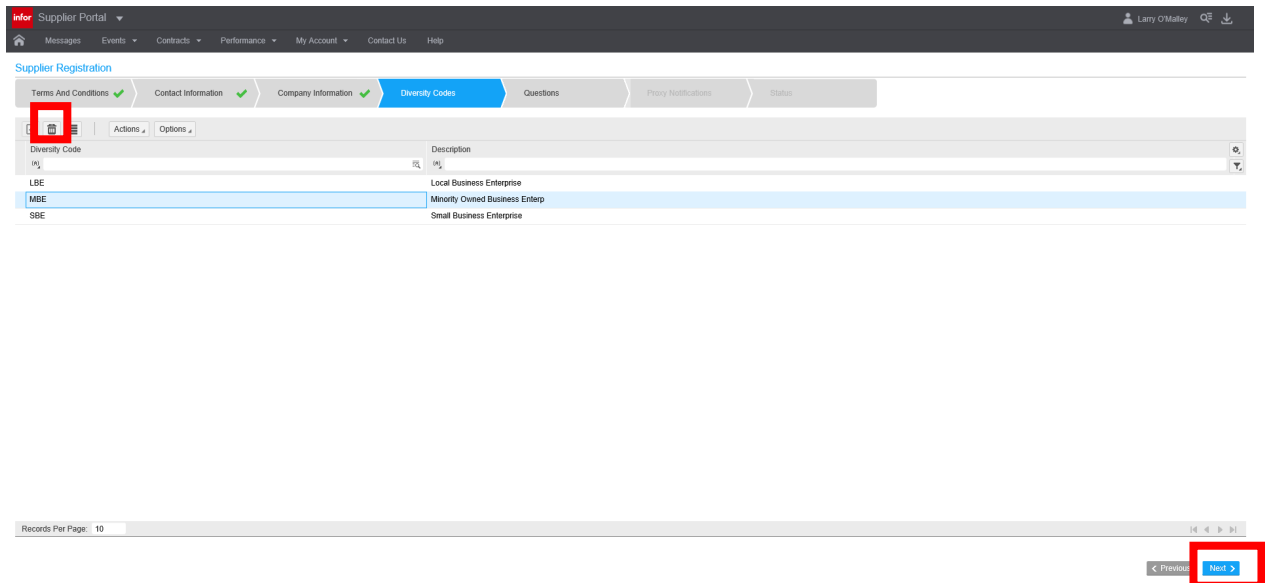 infor Supplier Portal Larry O'Malley
Messages Events Contracts Performance My Account Contact Us Help
Supplier Registration
Terms And Conditions Contact Information Company Information Diversity Codes Questions Proxy Notifications Status
Actions Options
Diversity Code Description
(A) (A)
LBE Local Business Enterprise
MBE Minority Owned Business Enterp
SBE Small Business Enterprise
Records Per Page: 10
Previous Next